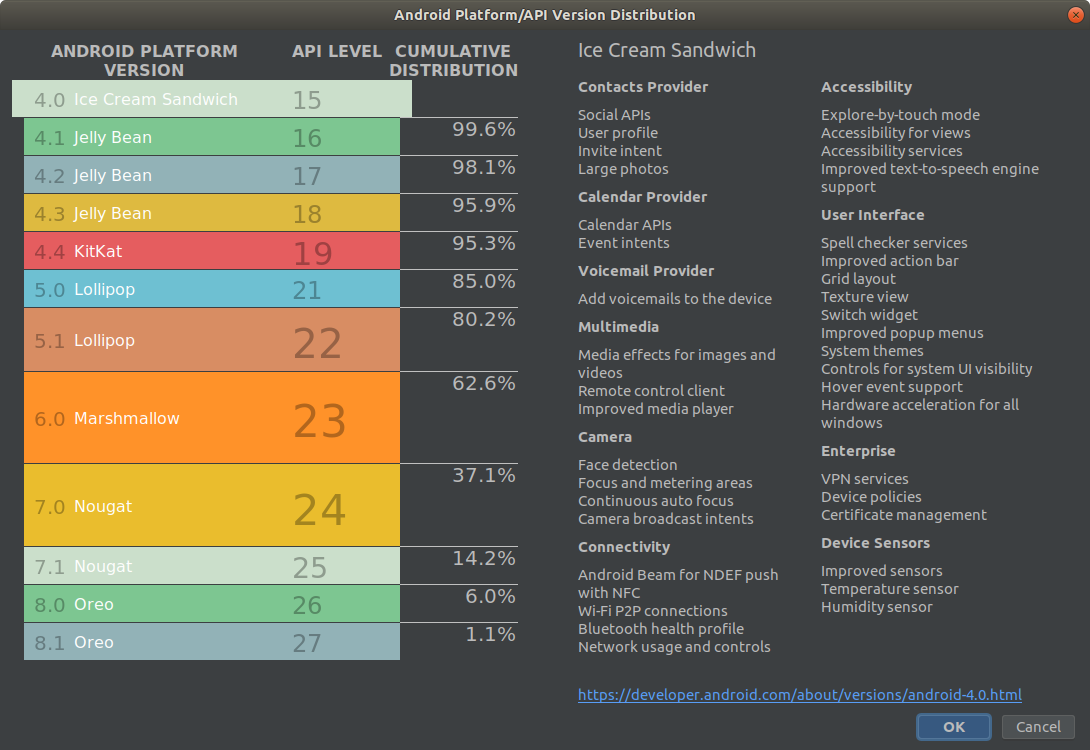 Android Platform/API Version Distribution
ANDROID PLATFORM
VERSION
API LEVEL
CUMULATIVE
DISTRIBUTION
4.0 Ice Cream Sandwich 15
4.1 Jelly Bean 16
99.6%
4.2 Jelly Bean 17
98.1%
4.3 Jelly Bean 18
95.9%
4.4 KitKat 19
95.3%
5.0 Lollipop 21
85.0%
5.1 Lollipop 22
80.2%
6.0 Marshmallow 23
62.6%
7.0 Nougat 24
37.1%
7.1 Nougat 25
14.2%
8.0 Oreo 26
6.0%
8.1 Oreo 27
1.1%
Ice Cream Sandwich
Contacts Provider
Social APIs
User profile
Invite intent
Large photos
Calendar Provider
Calendar APIs
Event intents
Voicemail Provider
Add voicemails to the device
Multimedia
Media effects for images and
videos
Remote control client
Improved media player
Camera
Face detection
Focus and metering areas
Continuous auto focus
Camera broadcast intents
Connectivity
Android Beam for NDEF push
with NFC
Wi-Fi P2P connections
Bluetooth health profile
Network usage and controls
Accessibility
Explore-by-touch mode
Accessibility for views
Accessibility services
Improved text-to-speech engine
support
User Interface
Spell checker services
Improved action bar
Grid layout
Texture view
Switch widget
Improved popup menus
System themes
Controls for system UI visibility
Hover event support
Hardware acceleration for all
windows
Enterprise
VPN services
Device policies
Certificate management
Device Sensors
Improved sensors
Temperature sensor
Humidity sensor
https://developer.android.com/about/versions/android-4.0.html
OK
Cancel